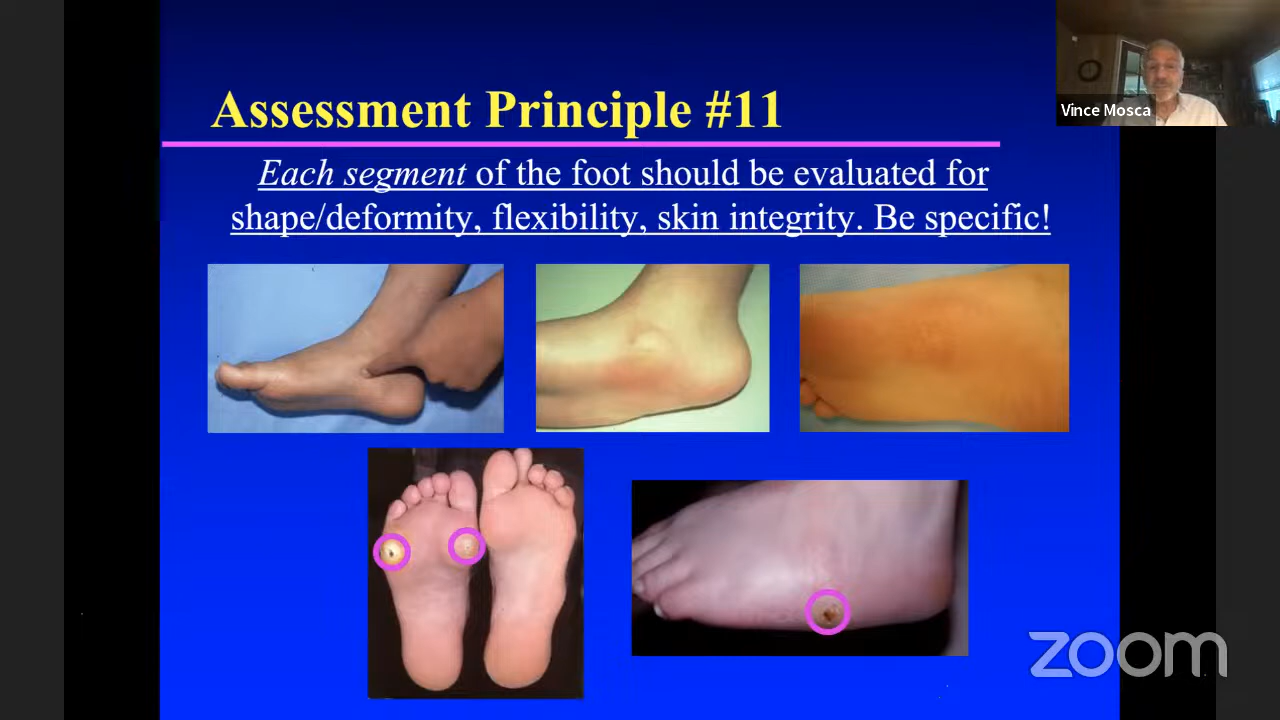 Assessment Principle #11
Each segment of the foot should be evaluated for
shape/deformity, flexibility, skin integrity. Be specific!
Vince Mosca
zoom